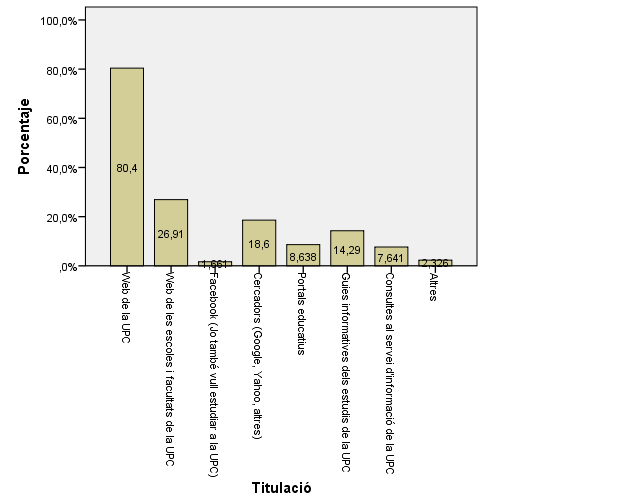 100,0%
80,0%
60,0%
40,0%
20,0%
,0%
Porcentaje
80,4
26,91
1,661
18,6
8,638
14,29
7,641
2,326
Web de la UPC
Web de les escoles i facultats de la UPC
Facebook (Jo també vull estudiar a la UPC)
Cercadors (Google, Yahoo, altres)
Portals educatius
Guies informatives dels estudis de la UPC
Consultes al servei d'informació de la UPC
Altres
Titulació